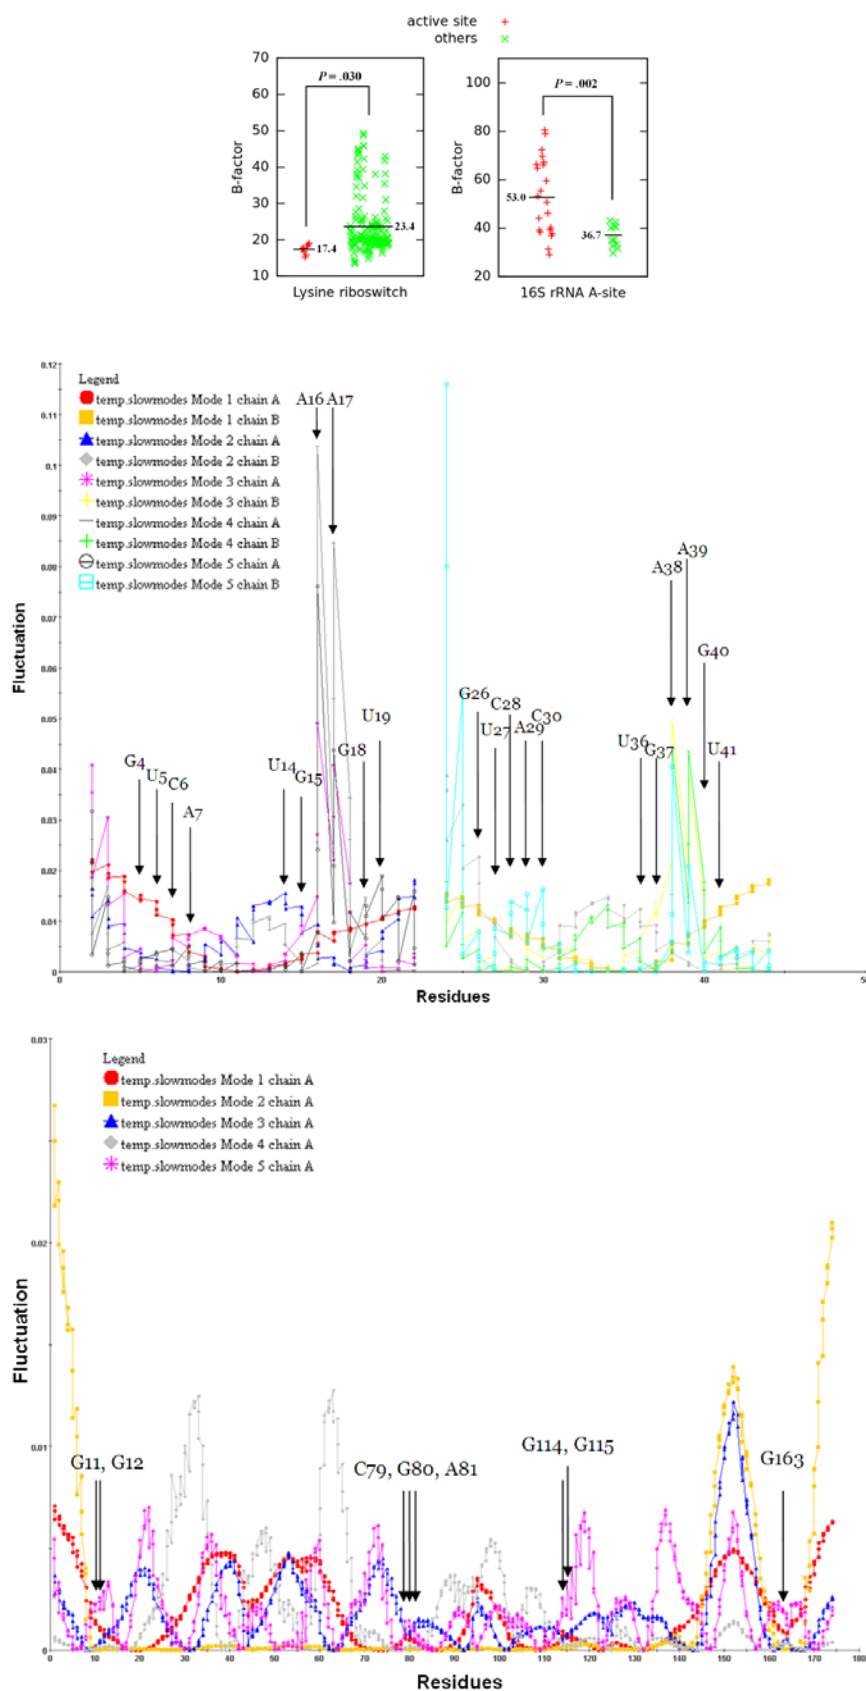 active site
others
70
60
50
40
30
20
10
B-factor
P = .030
17.4
23.4
Lysine riboswitch
100
80
60
40
20
B-factor
P = .002
53.0
36.7
16S rRNA A-site
0.12
0.11
0.1
0.09
0.08
0.07
0.06
0.05
0.04
0.03
0.02
0.01
0
Fluctuation
Legend
temp.slowmodes Mode 1 chain A
temp.slowmodes Mode 1 chain B
temp.slowmodes Mode 2 chain A
temp.slowmodes Mode 2 chain B
temp.slowmodes Mode 3 chain A
temp.slowmodes Mode 3 chain B
temp.slowmodes Mode 4 chain A
temp.slowmodes Mode 4 chain B
temp.slowmodes Mode 5 chain A
temp.slowmodes Mode 5 chain B
A16 A17
G4
U5
C6
A7
U14
G15
G18
U19
G26
U27
C28
A29
C30
U36
G37
A38
A39
G40
U41
0 10 20 30 40 50
Residues
0.03
0.02
0.01
0
Fluctuation
Legend
temp.slowmodes Mode 1 chain A
temp.slowmodes Mode 2 chain A
temp.slowmodes Mode 3 chain A
temp.slowmodes Mode 4 chain A
temp.slowmodes Mode 5 chain A
G11, G12
C79, G80, A81
G114, G115
G163
0 10 20 30 40 50 60 70 80 90 100 110 120 130 140 150 160 170 180
Residues